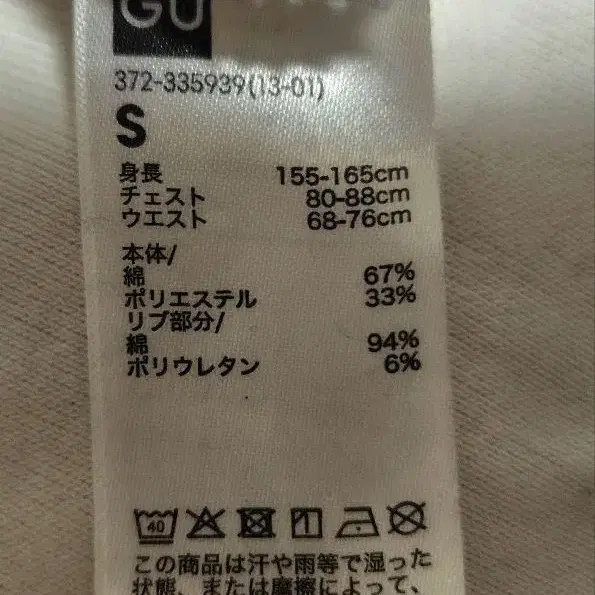 GU
372-335939(13-01)
S
身長 155-165cm
チェスト 80-88cm
ウエスト 68-76cm
本体/
綿 67%
ポリエステル 33%
リブ部分/
綿 94%
ポリウレタン 6%
40
この商品は汗や雨等で湿った
状態、または摩擦によって、